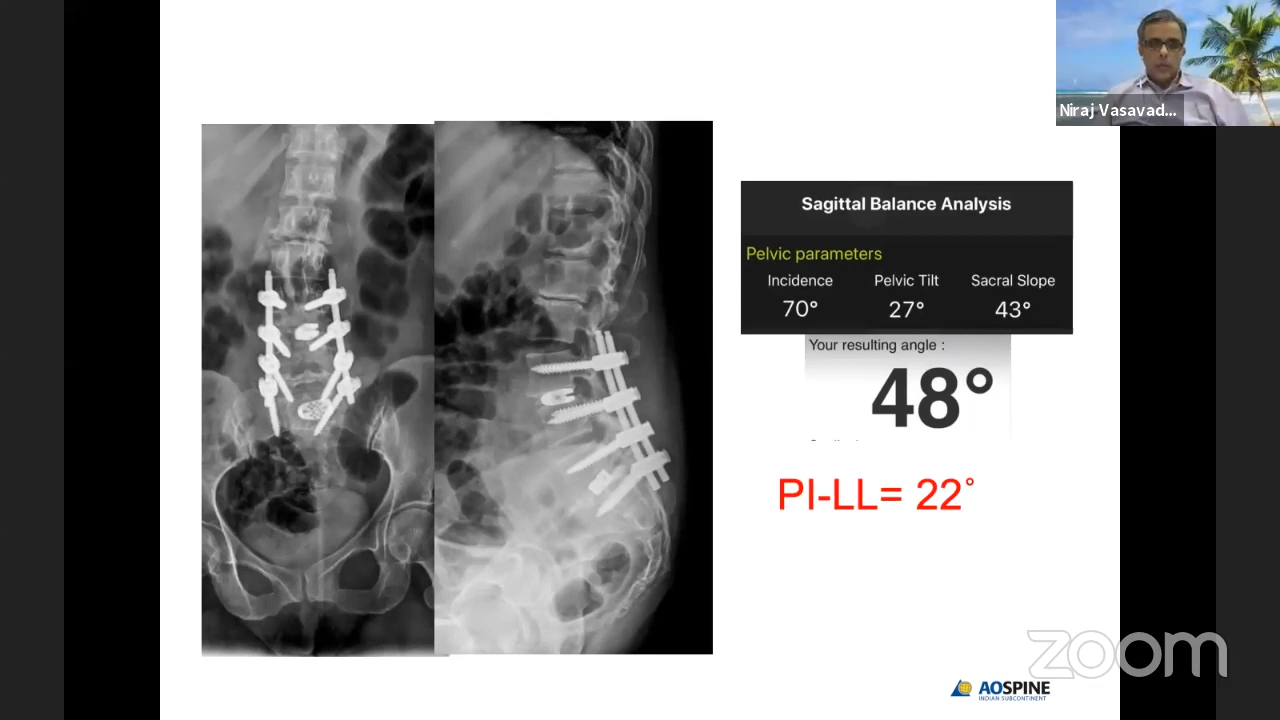 Niraj Vasavad...
Sagittal Balance Analysis
Pelvic parameters
Incidence Pelvic Tilt Sacral Slope
70° 27° 43°
Your resulting angle :
48°
PI-LL= 22°
zoom
AOSPINE
INDIAN SUBCONTINENT